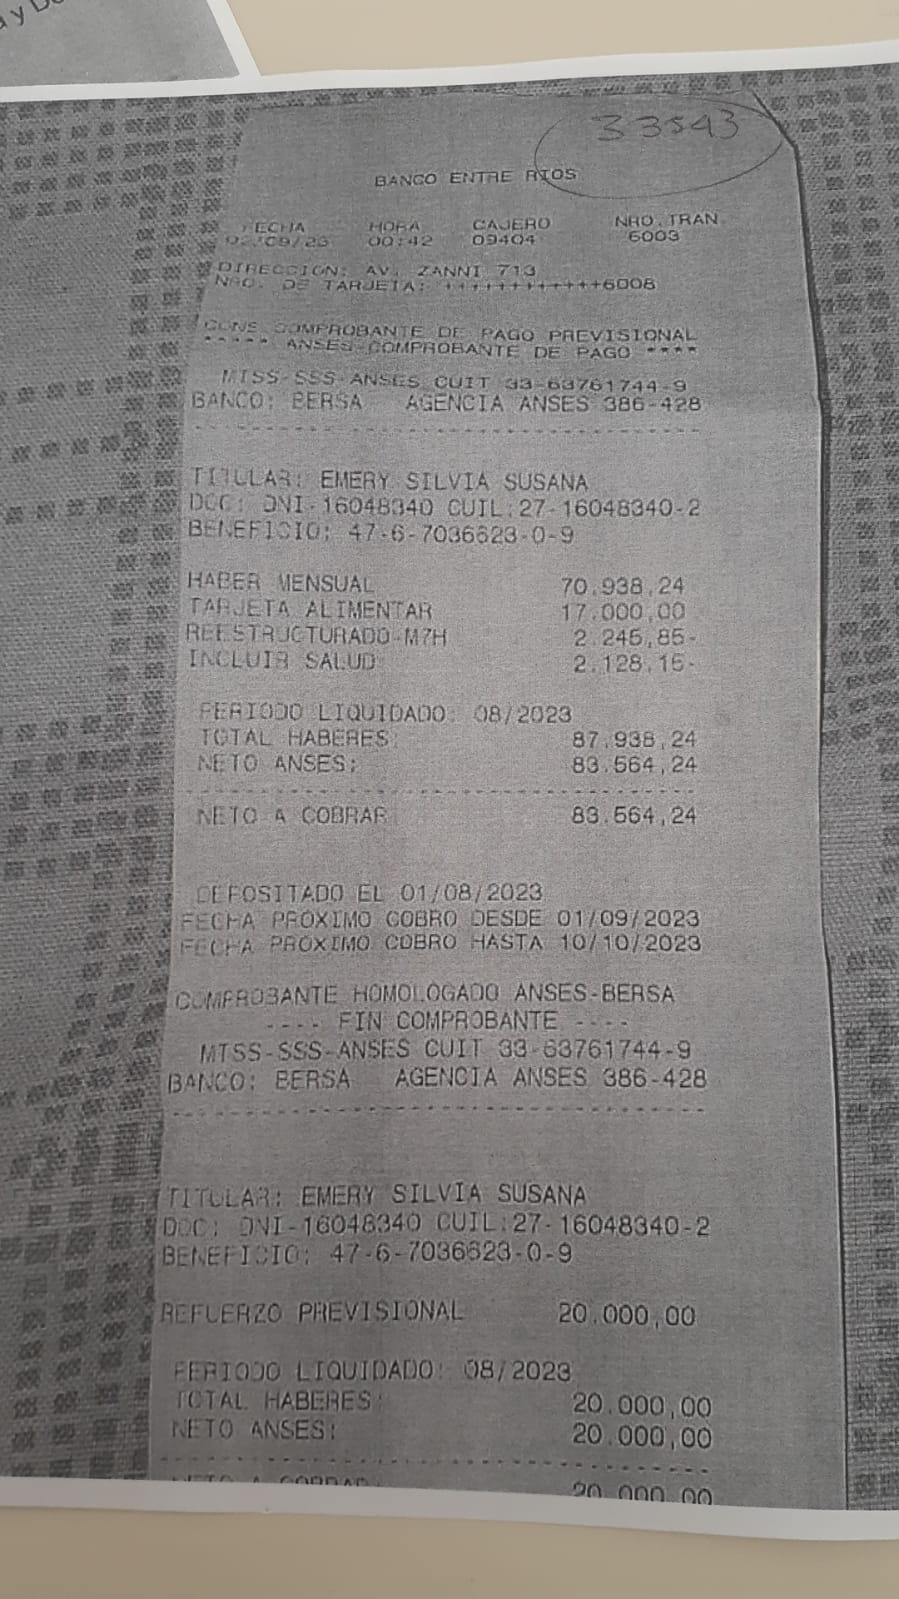 a y D
33543
BANCO ENTRE RIOS
FECHA HORA CAJERO NRO.TRAN
02/09/23 00:42 09404 6003
DIRECCION: AV. ZANNI 713
NRO. DE TARJETA: ++++++++++++6008
CONS COMPROBANTE DE PAGO PREVISIONAL
***** ANSES-COMPROBANTE DE PAGO ****
MTSS-SSS-ANSES CUIT 33-63761744-9
BANCO: BERSA AGENCIA ANSES 386-428
TITULAR: EMERY SILVIA SUSANA
DOC: DNI-16048340 CUIL:27-16048340-2
BENEFICIO: 47-6-7036623-0-9
HABER MENSUAL 70.938,24
TARJETA ALIMENTAR 17.000,00
REESTRUCTURADO-M7H 2.245,85-
INCLUIR SALUD 2.128,15-
PERIODO LIQUIDADO: 08/2023
TOTAL HABERES: 87.938,24
NETO ANSES: 83.564,24
NETO A COBRAR 83.564,24
DEPOSITADO EL 01/08/2023
FECHA PROXIMO COBRO DESDE 01/09/2023
FECHA PROXIMO COBRO HASTA 10/10/2023
COMPROBANTE HOMOLOGADO ANSES-BERSA
---- FIN COMPROBANTE ----
MTSS-SSS-ANSES CUIT 33-63761744-9
BANCO: BERSA AGENCIA ANSES 386-428
TITULAR: EMERY SILVIA SUSANA
DOC: DNI-16048340 CUIL:27-16048340-2
BENEFICIO: 47-6-7036623-0-9
REFUERZO PREVISIONAL 20.000,00
PERIODO LIQUIDADO: 08/2023
TOTAL HABERES: 20.000,00
NETO ANSES: 20.000,00
NETO A COBRAR: 20.000,00